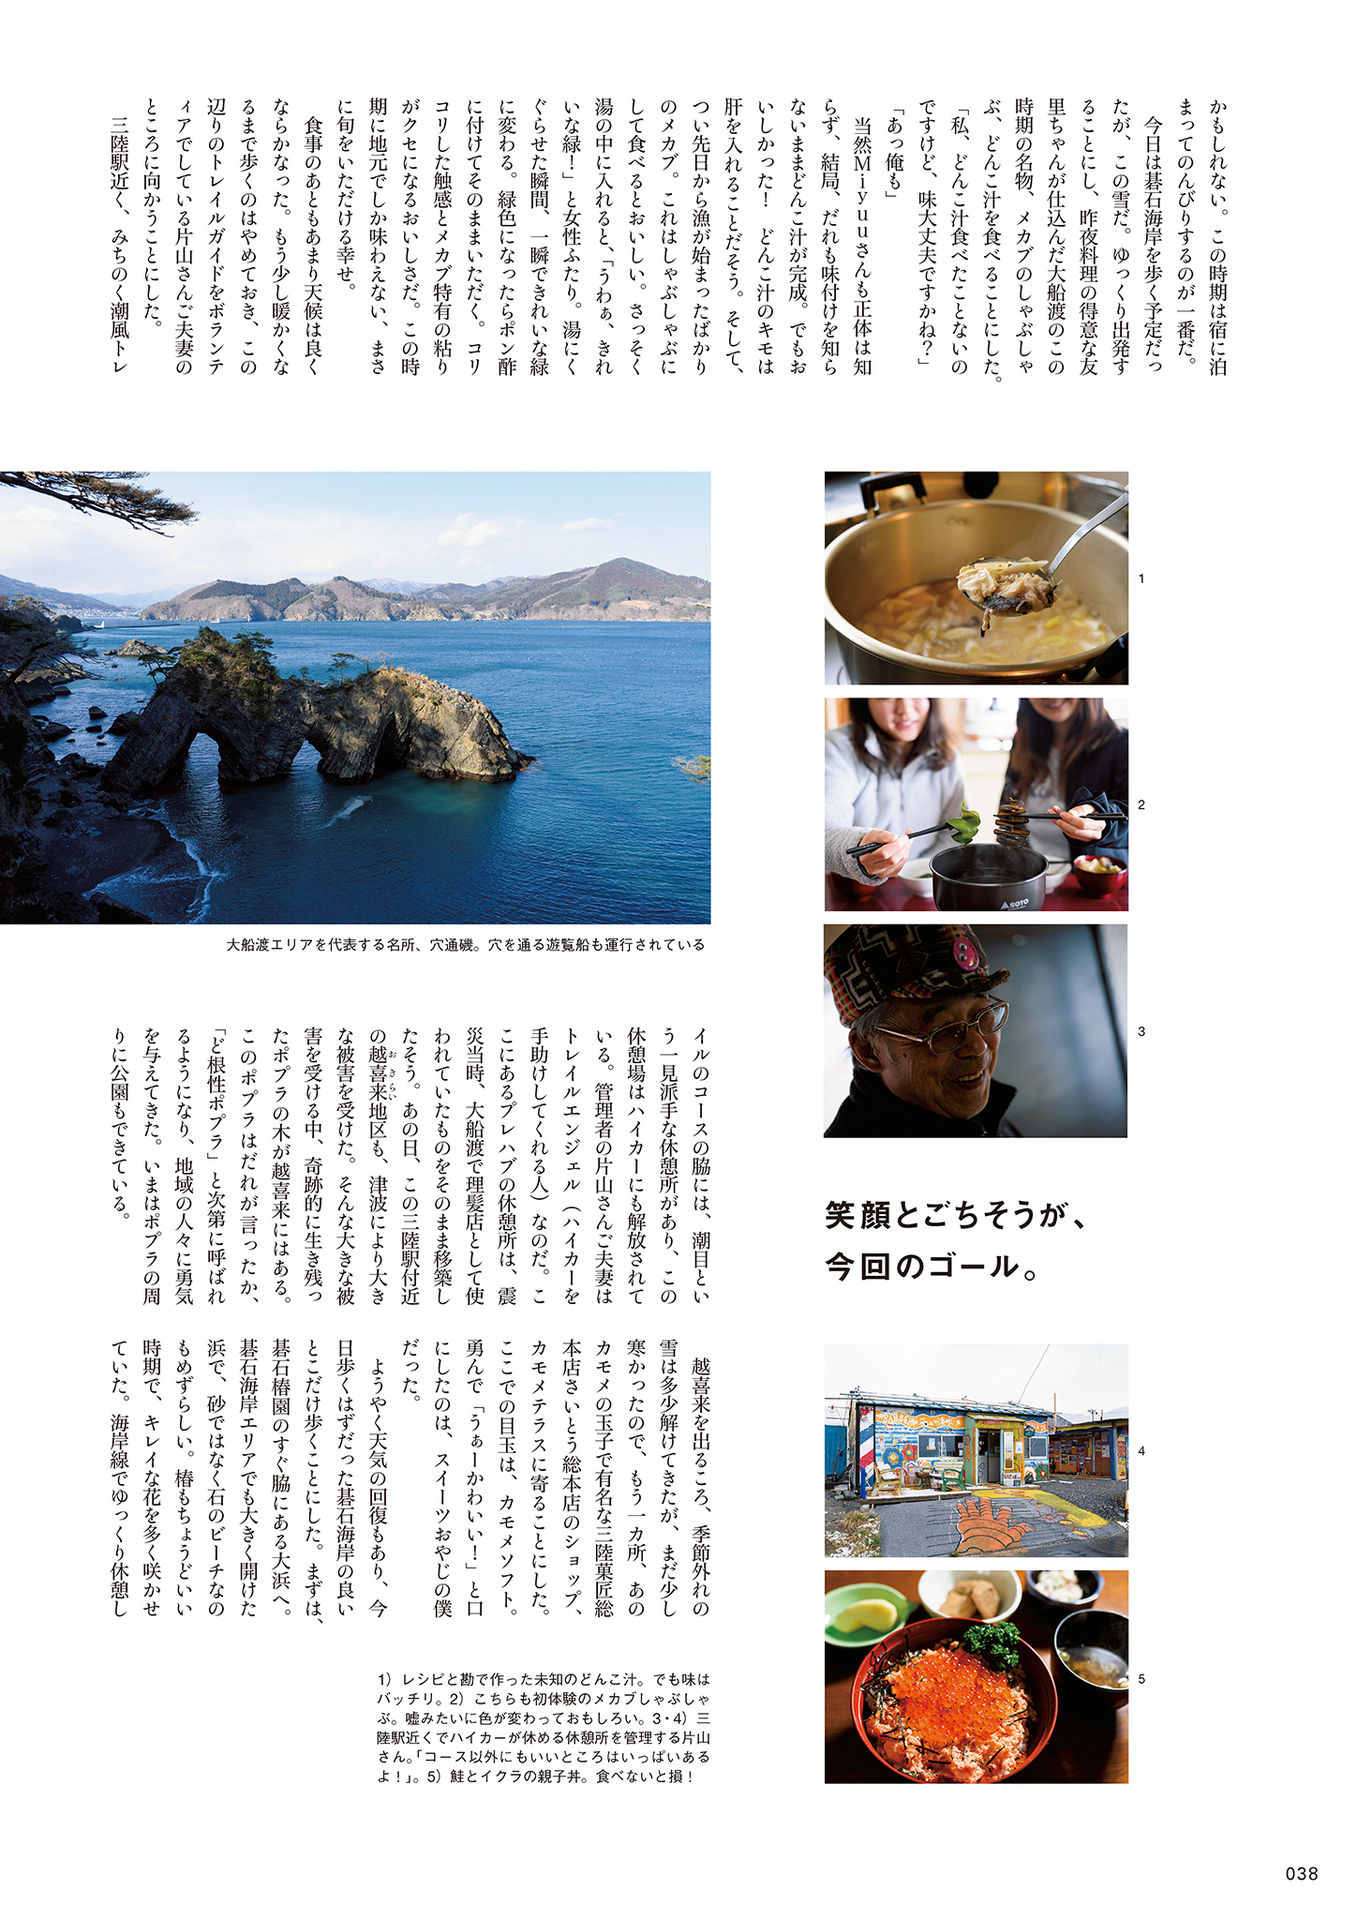 かもしれない。この時期は宿に泊
まってのんびりするのが一番だ。
　今日は碁石海岸を歩く予定だっ
たが、この雪だ。ゆっくり出発す
ることにし、昨夜料理の得意な友
里ちゃんが仕込んだ大船渡のこの
時期の名物、メカブのしゃぶしゃ
ぶ、どんこ汁を食べることにした。
「私、どんこ汁食べたことないの
ですけど、味大丈夫ですかね？」
「あっ俺も」
　当然Miyuuさんも正体は知
らず、結局、だれも味付けを知ら
ないままどんこ汁が完成。でもお
いしかった！　どんこ汁のキモは
肝を入れることだそう。そして、
つい先日から漁が始まったばかり
のメカブ。これはしゃぶしゃぶに
して食べるとおいしい。さっそく
湯の中に入れると、「うわぁ、きれ
いな緑！」と女性ふたり。湯にく
ぐらせた瞬間、一瞬できれいな緑
に変わる。緑色になったらポン酢
に付けてそのままいただく。コリ
コリした触感とメカブ特有の粘り
がクセになるおいしさだ。この時
期に地元でしか味わえない、まさ
に旬をいただける幸せ。
　食事のあともあまり天候は良く
ならかなった。もう少し暖かくな
るまで歩くのはやめておき、この
辺りのトレイルガイドをボランテ
ィアでしている片山さんご夫妻の
ところに向かうことにした。
　三陸駅近く、みちのく潮風トレ
1
2
3
大船渡エリアを代表する名所、穴通磯。穴を通る遊覧船も運行されている
SOTO
笑顔とごちそうが、
今回のゴール。
イルのコースの脇には、潮目とい
う一見派手な休憩所があり、この
休憩場はハイカーにも解放されて
いる。管理者の片山さんご夫妻は
トレイルエンジェル（ハイカーを
手助けしてくれる人）なのだ。こ
こにあるプレハブの休憩所は、震
災当時、大船渡で理髪店として使
われていたものをそのまま移築し
たそう。あの日、この三陸駅付近
の越喜来地区も、津波により大き
おきらい
な被害を受けた。そんな大きな被
害を受ける中、奇跡的に生き残っ
たポプラの木が越喜来にはある。
このポプラはだれが言ったか、
「ど根性ポプラ」と次第に呼ばれ
るようになり、地域の人々に勇気
を与えてきた。いまはポプラの周
りに公園もできている。
　越喜来を出るころ、季節外れの
雪は多少解けてきたが、まだ少し
寒かったので、もう一カ所、あの
カモメの玉子で有名な三陸菓匠総
本店さいとう総本店のショップ、
カモメテラスに寄ることにした。
ここでの目玉は、カモメソフト。
勇んで「うぁーかわいい！」と口
にしたのは、スイーツおやじの僕
だった。
　ようやく天気の回復もあり、今
日歩くはずだった碁石海岸の良い
とこだけ歩くことにした。まずは、
碁石椿園のすぐ脇にある大浜へ。
碁石海岸エリアでも大きく開けた
浜で、砂ではなく石のビーチなの
もめずらしい。椿もちょうどいい
時期で、キレイな花を多く咲かせ
ていた。海岸線でゆっくり休憩し
4
5
1）レシピと勘で作った未知のどんこ汁。でも味は
バッチリ。2）こちらも初体験のメカブしゃぶしゃ
ぶ。嘘みたいに色が変わっておもしろい。3・4）三
陸駅近くでハイカーが休める休憩所を管理する片山
さん。「コース以外にもいいところはいっぱいある
よ！」。5）鮭とイクラの親子丼。食べないと損！
038